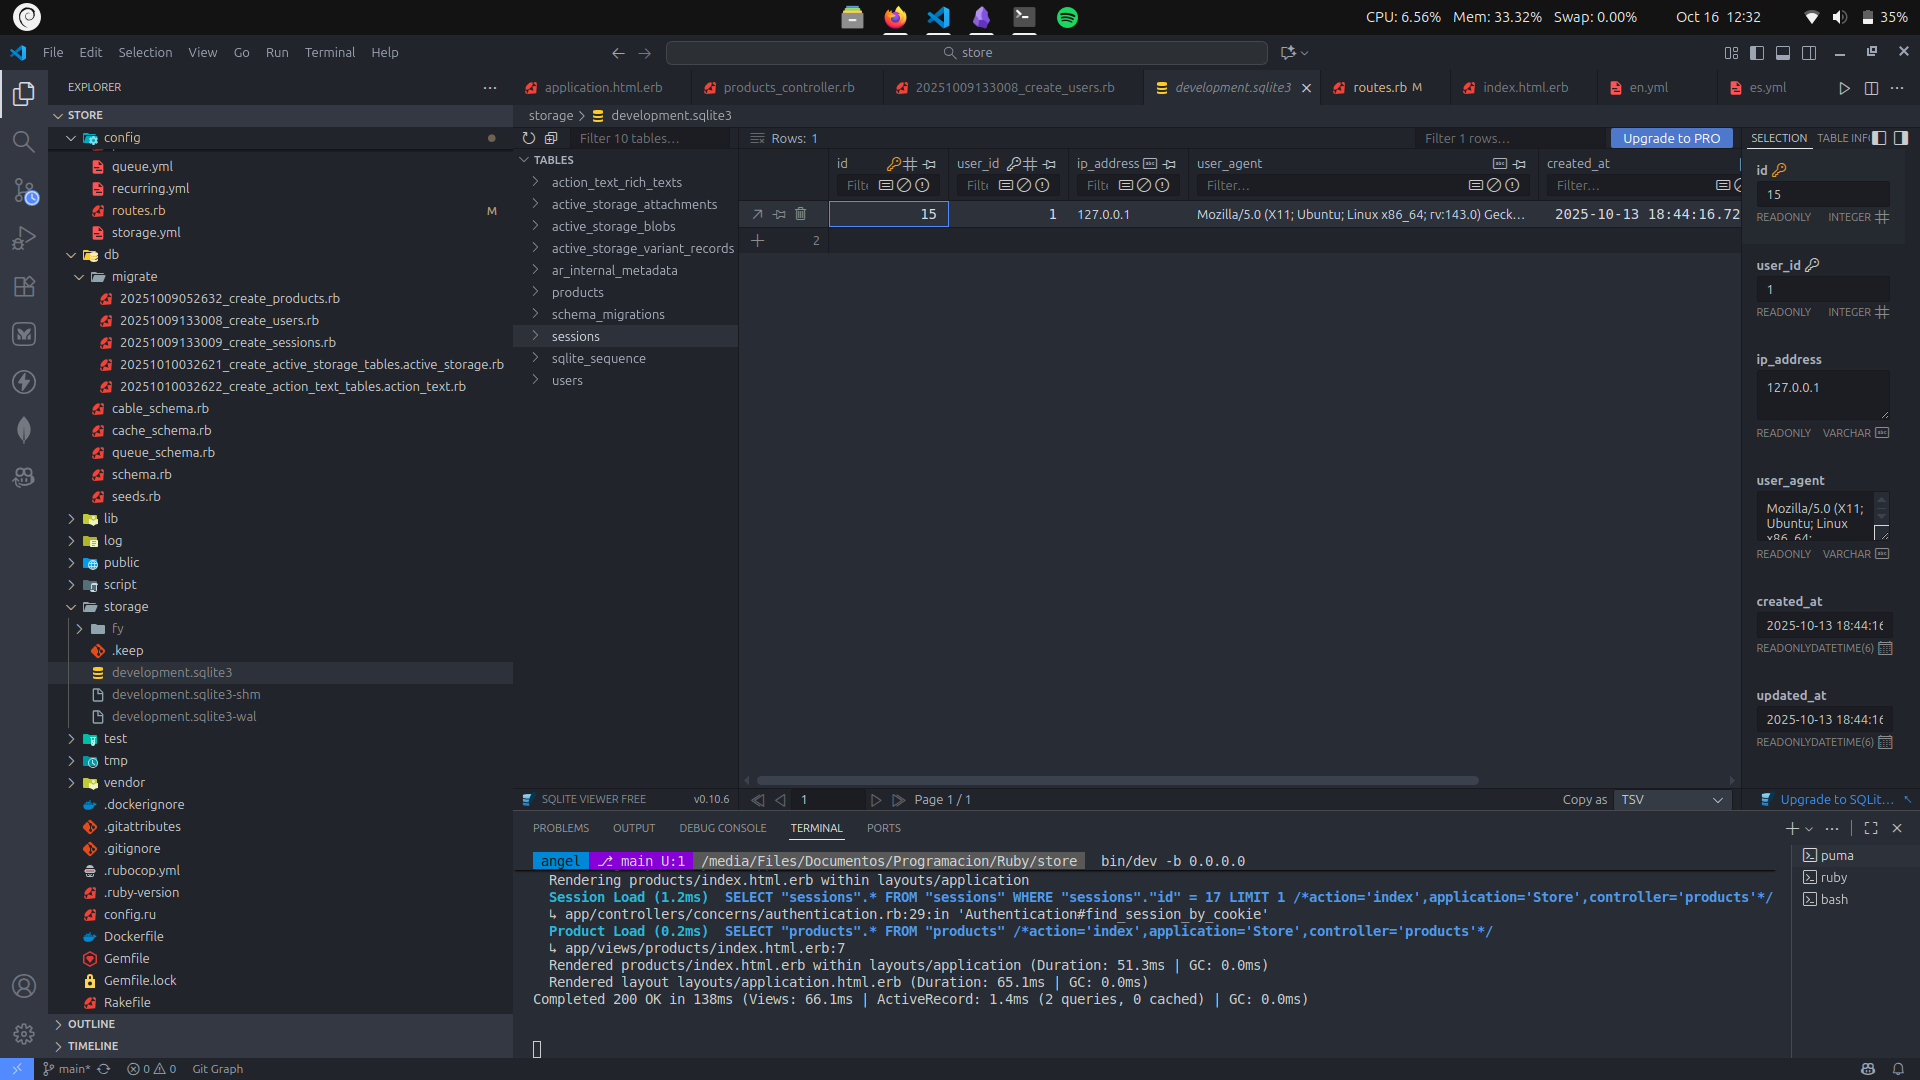 CPU: 6.56% Mem: 33.32% Swap: 0.00% Oct 16 12:32 35%
File Edit Selection View Go Run Terminal Help store
EXPLORER
STORE
config
queue.yml
recurring.yml
routes.rb M
storage.yml
db
migrate
20251009052632_create_products.rb
20251009133008_create_users.rb
20251009133009_create_sessions.rb
20251010032621_create_active_storage_tables.active_storage.rb
20251010032622_create_action_text_tables.action_text.rb
cable_schema.rb
cache_schema.rb
queue_schema.rb
schema.rb
seeds.rb
lib
log
public
script
storage
fy
.keep
development.sqlite3
development.sqlite3-shm
development.sqlite3-wal
test
tmp
vendor
.dockerignore
.gitattributes
.gitignore
.rubocop.yml
.ruby-version
config.ru
Dockerfile
Gemfile
Gemfile.lock
Rakefile
OUTLINE
TIMELINE
application.html.erb products_controller.rb 20251009133008_create_users.rb development.sqlite3 routes.rb M index.html.erb en.yml es.yml
storage > development.sqlite3
Filter 10 tables...
TABLES
action_text_rich_texts
active_storage_attachments
active_storage_blobs
active_storage_variant_records
ar_internal_metadata
products
schema_migrations
sessions
sqlite_sequence
users
SQLITE VIEWER FREE v0.10.6
Rows: 1 Filter 1 rows... Upgrade to PRO
id user_id ip_address user_agent created_at
Filte Filte Filte Filter... Filter...
15 1 127.0.0.1 Mozilla/5.0 (X11; Ubuntu; Linux x86_64; rv:143.0) Geck... 2025-10-13 18:44:16.72
2
1 Page 1 / 1 Copy as TSV
SELECTION TABLE INFO
id
15
READONLY INTEGER
user_id
1
READONLY INTEGER
ip_address
127.0.0.1
READONLY VARCHAR
user_agent
Mozilla/5.0 (X11;
Ubuntu; Linux
x86_64;
READONLY VARCHAR
created_at
2025-10-13 18:44:16
READONLY DATETIME(6)
updated_at
2025-10-13 18:44:16
READONLY DATETIME(6)
Upgrade to SQLit...
PROBLEMS OUTPUT DEBUG CONSOLE TERMINAL PORTS
angel main U:1 /media/Files/Documentos/Programacion/Ruby/store bin/dev -b 0.0.0.0
Rendering products/index.html.erb within layouts/application
Session Load (1.2ms) SELECT "sessions".* FROM "sessions" WHERE "sessions"."id" = 17 LIMIT 1 /*action='index',application='Store',controller='products'*/
↳ app/controllers/concerns/authentication.rb:29:in 'Authentication#find_session_by_cookie'
Product Load (0.2ms) SELECT "products".* FROM "products" /*action='index',application='Store',controller='products'*/
↳ app/views/products/index.html.erb:7
Rendered products/index.html.erb within layouts/application (Duration: 51.3ms | GC: 0.0ms)
Rendered layout layouts/application.html.erb (Duration: 65.1ms | GC: 0.0ms)
Completed 200 OK in 138ms (Views: 66.1ms | ActiveRecord: 1.4ms (2 queries, 0 cached) | GC: 0.0ms)
puma
ruby
bash
main* 0 0 Git Graph